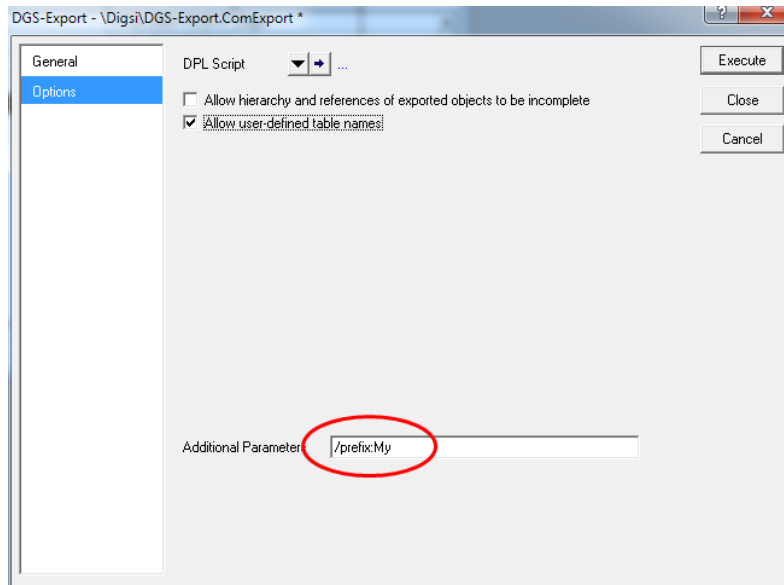 DGS-Export - \Digsi\DGS-Export.ComExport *
General
Options
DPL Script ...
Allow hierarchy and references of exported objects to be incomplete
Allow user-defined table names
Additional Parameters /prefix:My
Execute
Close
Cancel